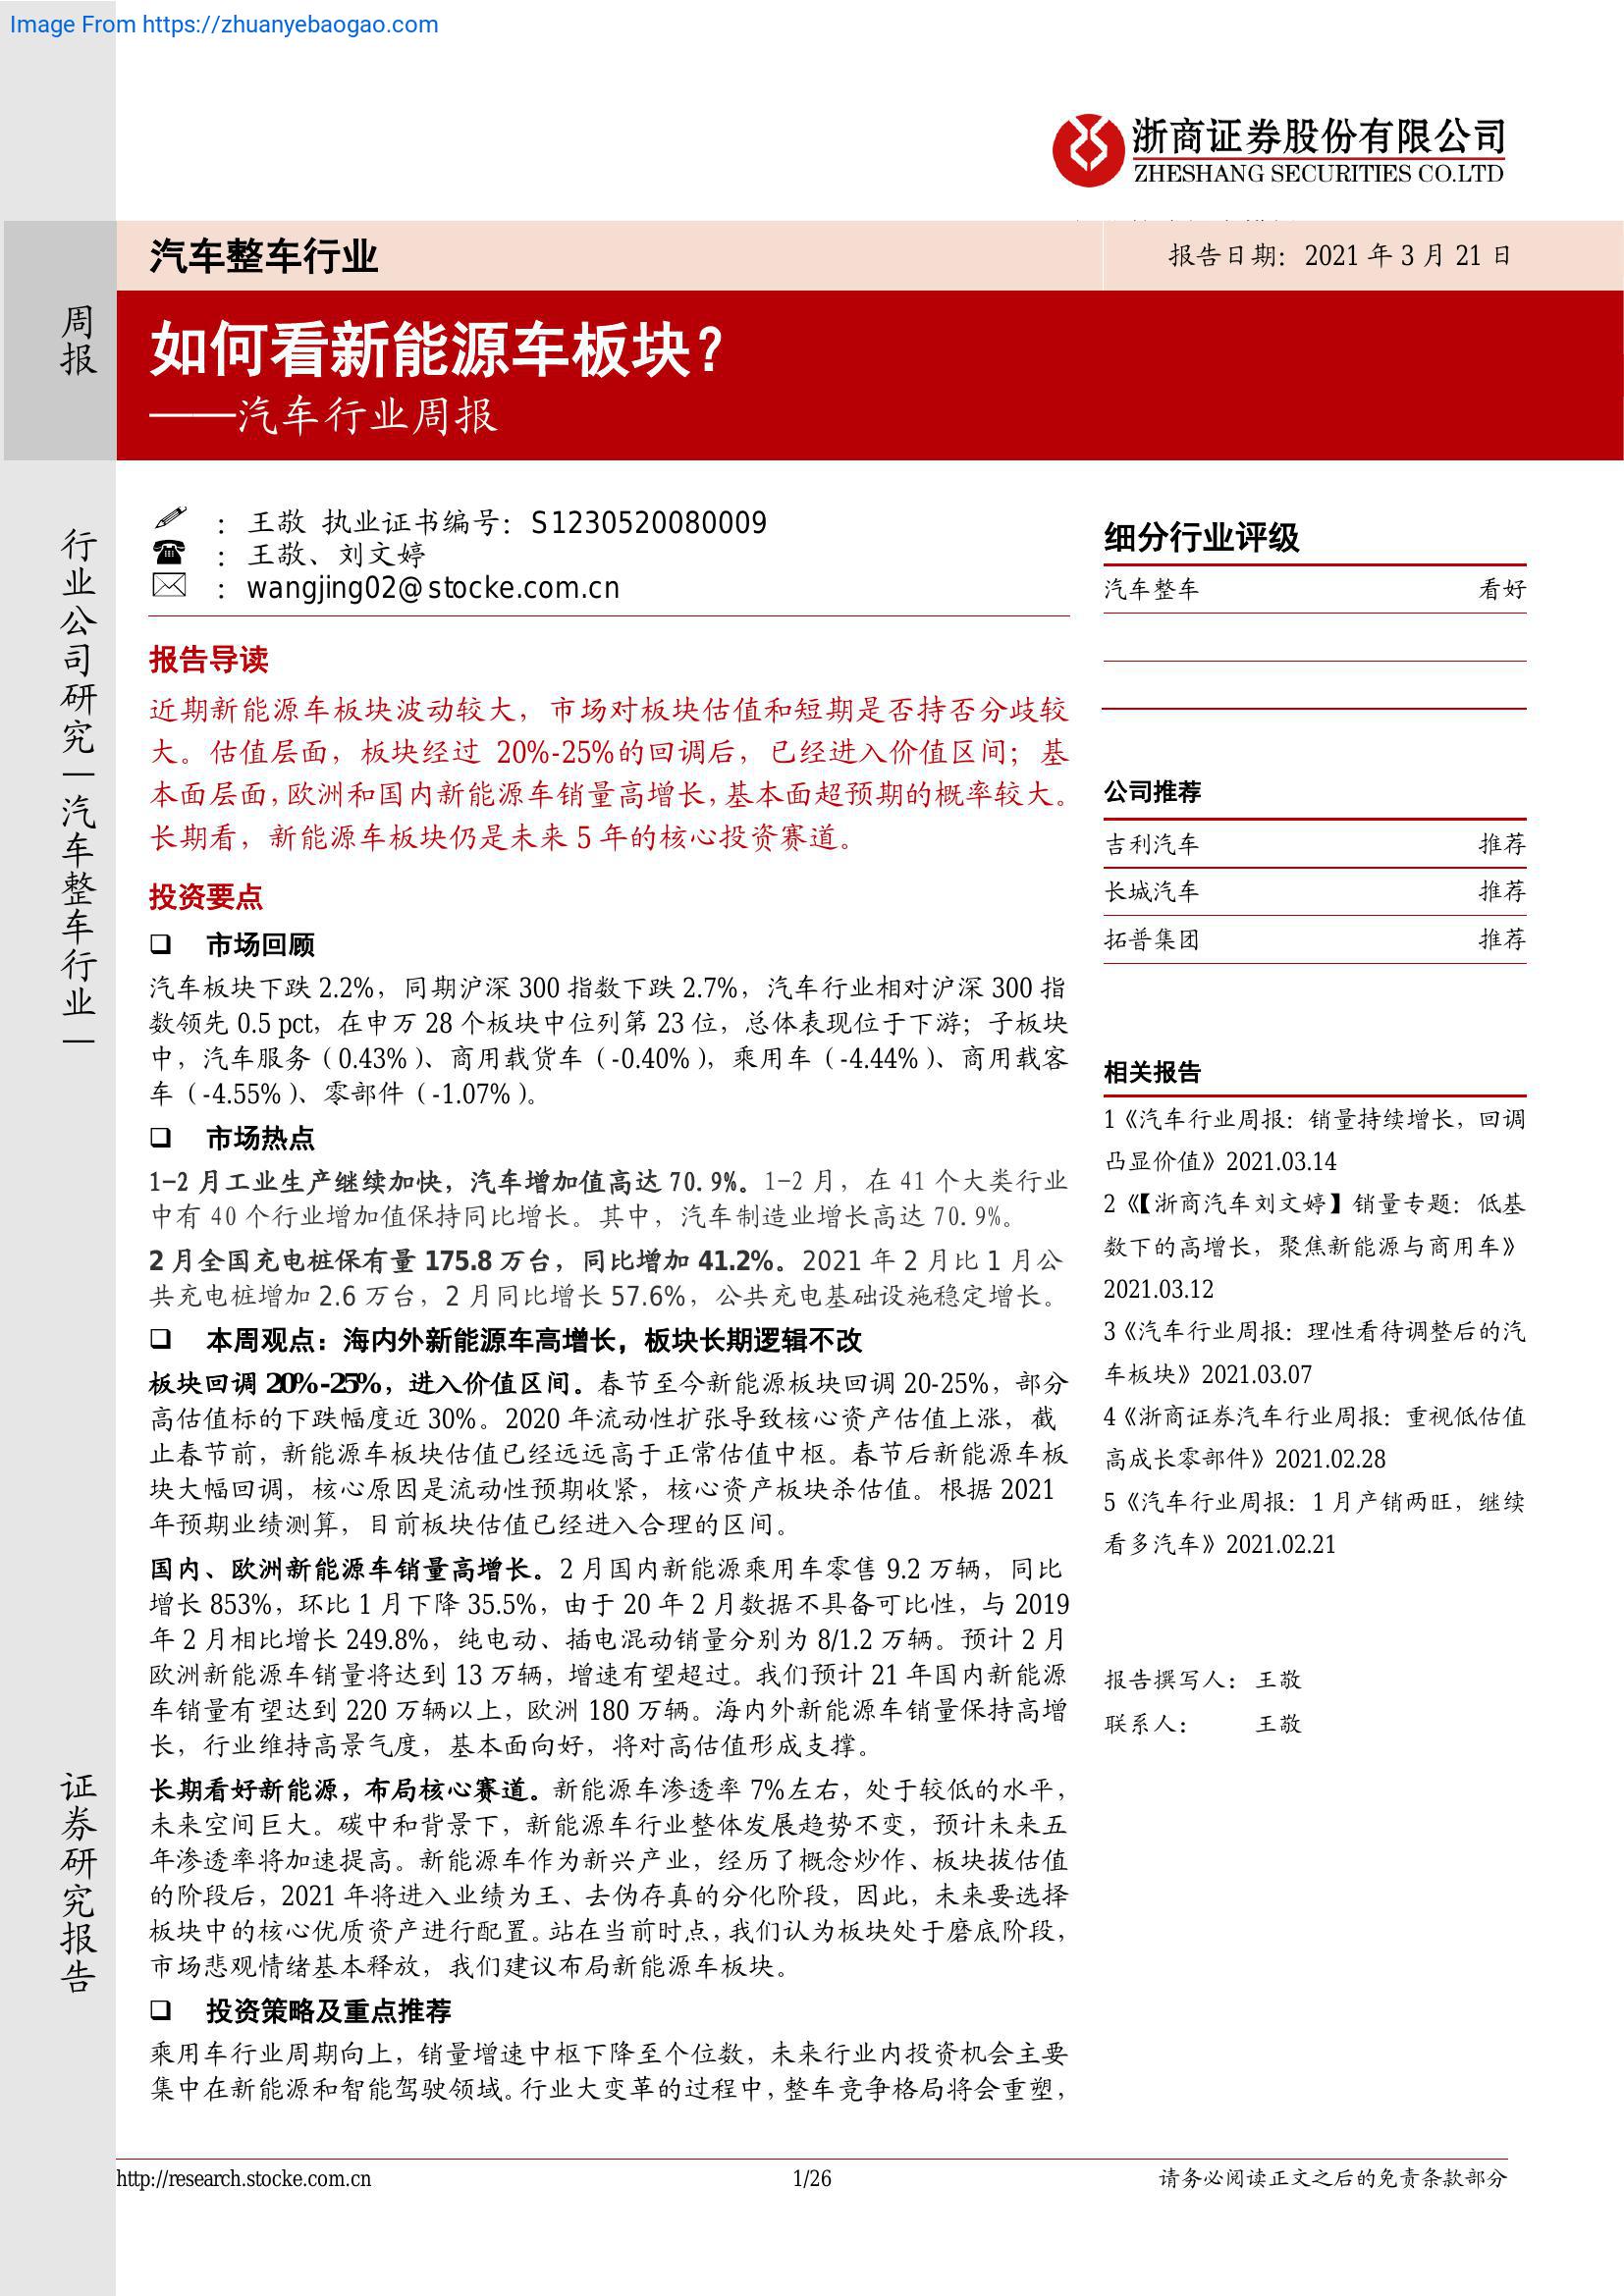 Image From https://zhuanyebaogao.com
浙商证券股份有限公司
ZHESHANG SECURITIES CO.LTD
汽车整车行业
报告日期：2021 年 3 月 21 日
周报
如何看新能源车板块？
——汽车行业周报
行业公司研究｜汽车整车行业｜
证券研究报告
：王敬 执业证书编号：S1230520080009
：王敬、刘文婷
：wangjing02@stocke.com.cn
报告导读
近期新能源车板块波动较大，市场对板块估值和短期是否持否分歧较
大。估值层面，板块经过 20%-25%的回调后，已经进入价值区间；基
本面层面，欧洲和国内新能源车销量高增长，基本面超预期的概率较大。
长期看，新能源车板块仍是未来 5 年的核心投资赛道。
投资要点
❑ 市场回顾
汽车板块下跌 2.2%，同期沪深 300 指数下跌 2.7%，汽车行业相对沪深 300 指
数领先 0.5 pct，在申万 28 个板块中位列第 23 位，总体表现位于下游；子板块
中，汽车服务（0.43%）、商用载货车（-0.40%），乘用车（-4.44%）、商用载客
车（-4.55%）、零部件（-1.07%）。
❑ 市场热点
1-2 月工业生产继续加快，汽车增加值高达 70.9%。1-2 月，在 41 个大类行业
中有 40 个行业增加值保持同比增长。其中，汽车制造业增长高达 70.9%。
2 月全国充电桩保有量 175.8 万台，同比增加 41.2%。2021 年 2 月比 1 月公
共充电桩增加 2.6 万台，2 月同比增长 57.6%，公共充电基础设施稳定增长。
❑ 本周观点：海内外新能源车高增长，板块长期逻辑不改
板块回调 20%-25%，进入价值区间。春节至今新能源板块回调 20-25%，部分
高估值标的下跌幅度近 30%。2020 年流动性扩张导致核心资产估值上涨，截
止春节前，新能源车板块估值已经远远高于正常估值中枢。春节后新能源车板
块大幅回调，核心原因是流动性预期收紧，核心资产板块杀估值。根据 2021
年预期业绩测算，目前板块估值已经进入合理的区间。
国内、欧洲新能源车销量高增长。2 月国内新能源乘用车零售 9.2 万辆，同比
增长 853%，环比 1 月下降 35.5%，由于 20 年 2 月数据不具备可比性，与 2019
年 2 月相比增长 249.8%，纯电动、插电混动销量分别为 8/1.2 万辆。预计 2 月
欧洲新能源车销量将达到 13 万辆，增速有望超过。我们预计 21 年国内新能源
车销量有望达到 220 万辆以上，欧洲 180 万辆。海内外新能源车销量保持高增
长，行业维持高景气度，基本面向好，将对高估值形成支撑。
长期看好新能源，布局核心赛道。新能源车渗透率 7%左右，处于较低的水平，
未来空间巨大。碳中和背景下，新能源车行业整体发展趋势不变，预计未来五
年渗透率将加速提高。新能源车作为新兴产业，经历了概念炒作、板块拔估值
的阶段后，2021 年将进入业绩为王、去伪存真的分化阶段，因此，未来要选择
板块中的核心优质资产进行配置。站在当前时点，我们认为板块处于磨底阶段，
市场悲观情绪基本释放，我们建议布局新能源车板块。
❑ 投资策略及重点推荐
乘用车行业周期向上，销量增速中枢下降至个位数，未来行业内投资机会主要
集中在新能源和智能驾驶领域。行业大变革的过程中，整车竞争格局将会重塑，
细分行业评级
汽车整车 看好
公司推荐
吉利汽车 推荐
长城汽车 推荐
拓普集团 推荐
相关报告
1《汽车行业周报：销量持续增长，回调
凸显价值》2021.03.14
2《【浙商汽车刘文婷】销量专题：低基
数下的高增长，聚焦新能源与商用车》
2021.03.12
3《汽车行业周报：理性看待调整后的汽
车板块》2021.03.07
4《浙商证券汽车行业周报：重视低估值
高成长零部件》2021.02.28
5《汽车行业周报：1 月产销两旺，继续
看多汽车》2021.02.21
报告撰写人：王敬
联系人： 王敬
http://research.stocke.com.cn
1/26
请务必阅读正文之后的免责条款部分